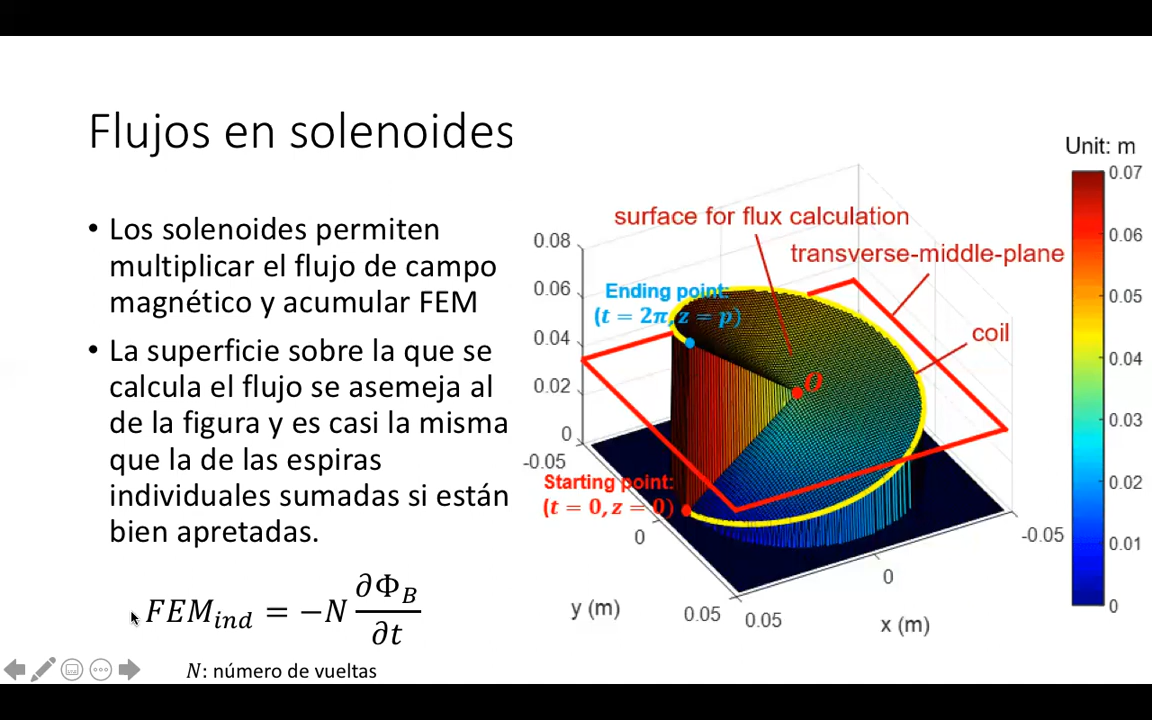 Flujos en solenoides
• Los solenoides permiten
multiplicar el flujo de campo
magnético y acumular FEM
• La superficie sobre la que se
calcula el flujo se asemeja al
de la figura y es casi la misma
que la de las espiras
individuales sumadas si están
bien apretadas.
FEM_ind = −N ∂Φ_B / ∂t
N: número de vueltas
Unit: m
0.07
0.06
0.05
0.04
0.03
0.02
0.01
0
surface for flux calculation
transverse-middle-plane
coil
Ending point:
(t = 2π, z = p)
O
Starting point:
(t = 0, z = 0)
0.08
0.06
0.04
0.02
0
-0.05
0
0.05
y (m)
0.05
0
-0.05
x (m)